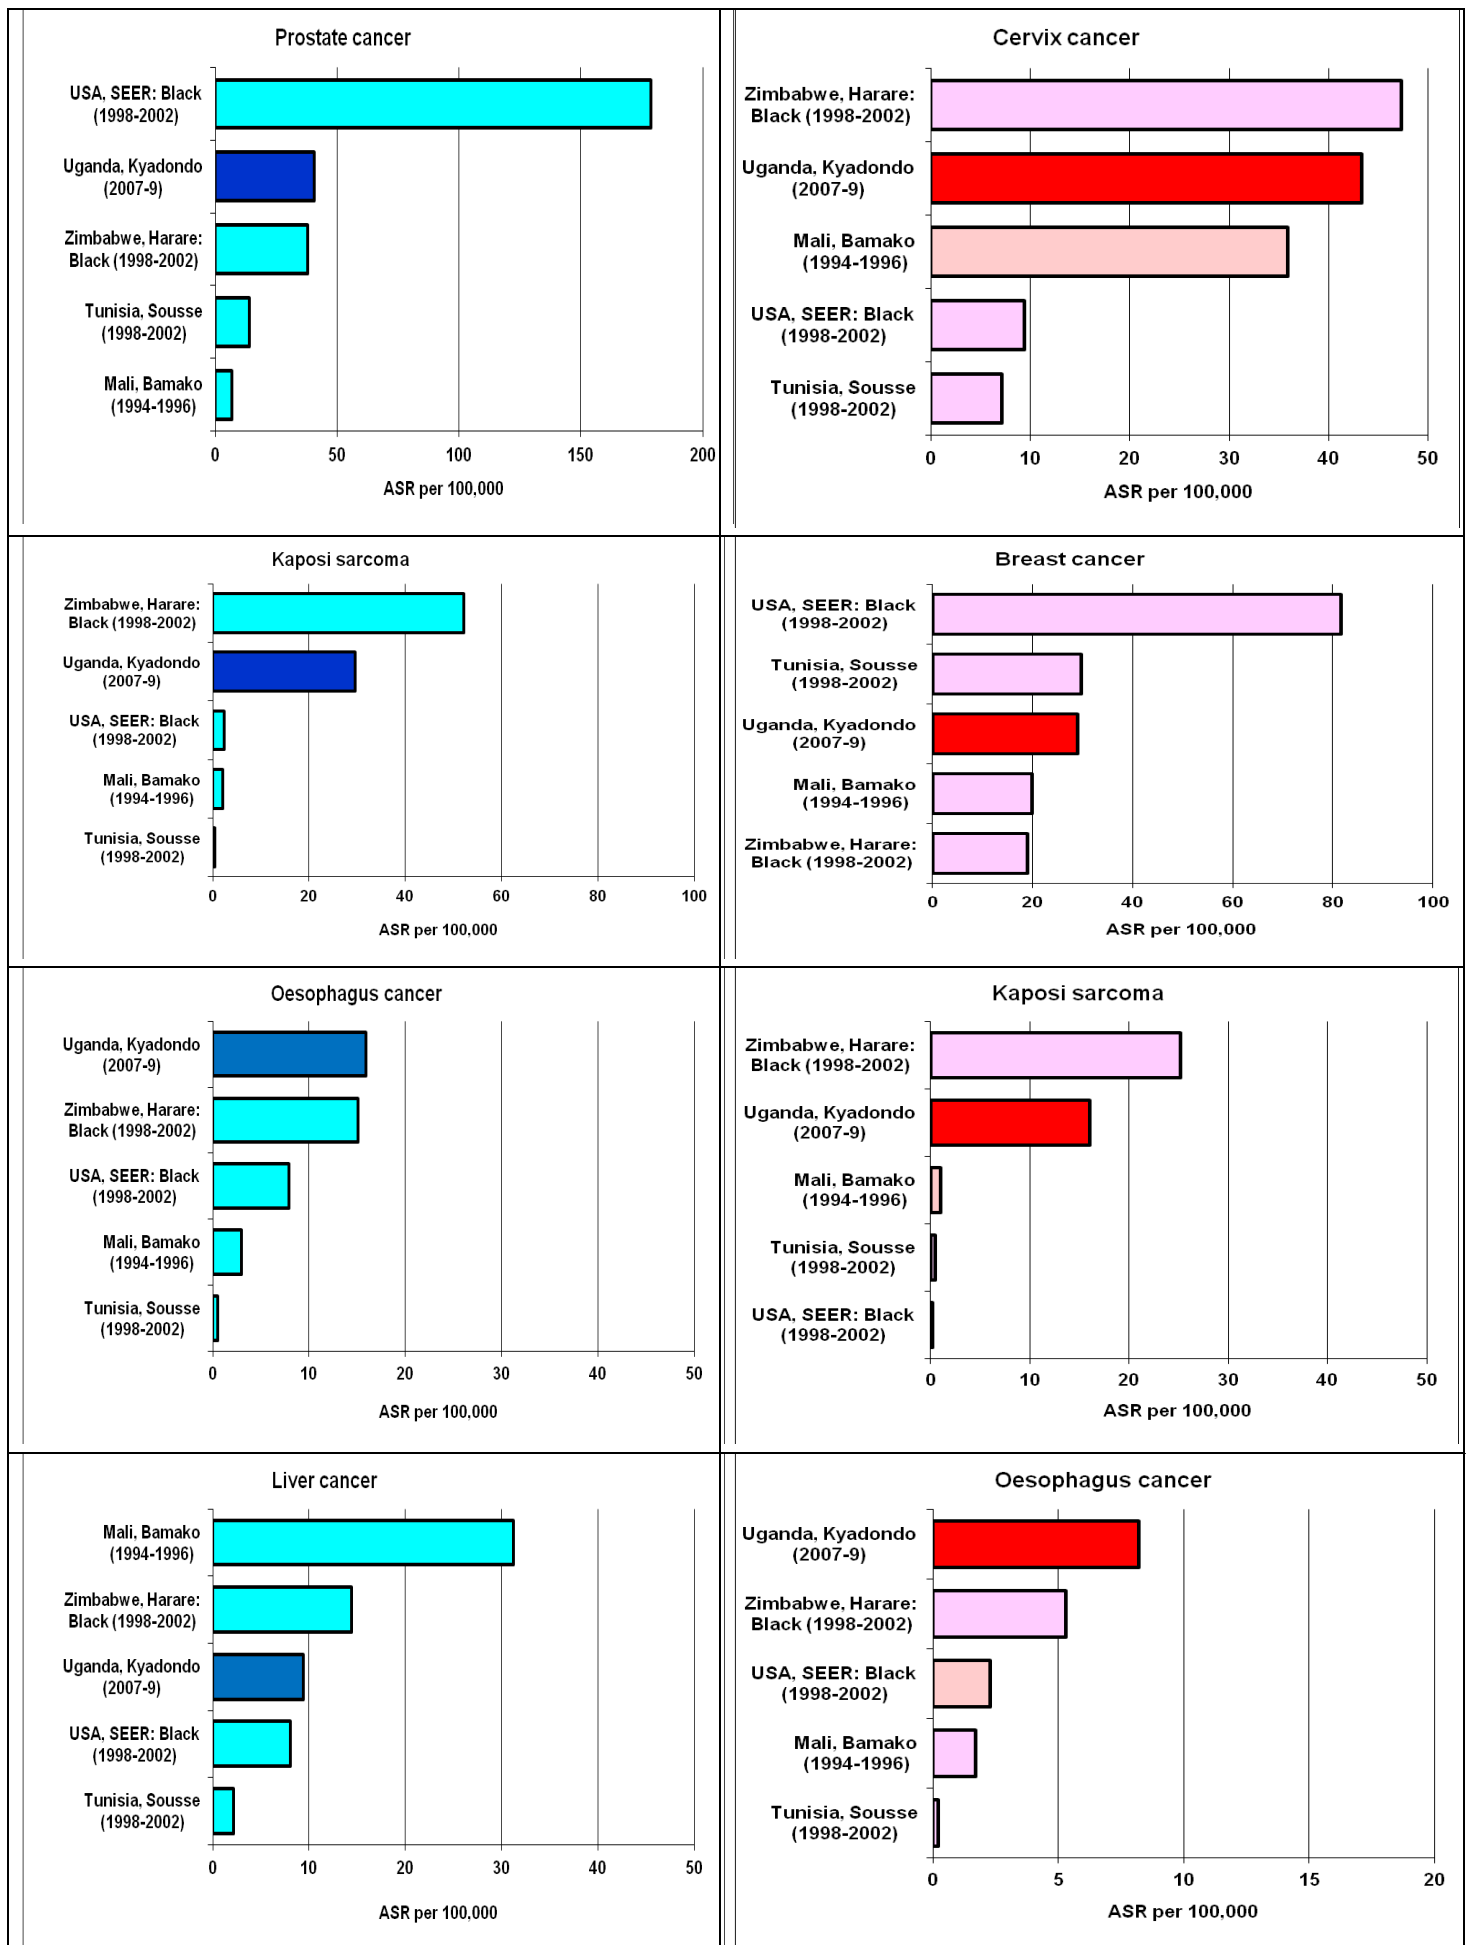 Prostate cancer
USA, SEER: Black
(1998-2002)
Uganda, Kyadondo
(2007-9)
Zimbabwe, Harare:
Black (1998-2002)
Tunisia, Sousse
(1998-2002)
Mali, Bamako
(1994-1996)
0 50 100 150 200
ASR per 100,000
Cervix cancer
Zimbabwe, Harare:
Black (1998-2002)
Uganda, Kyadondo
(2007-9)
Mali, Bamako
(1994-1996)
USA, SEER: Black
(1998-2002)
Tunisia, Sousse
(1998-2002)
0 10 20 30 40 50
ASR per 100,000
Kaposi sarcoma
Zimbabwe, Harare:
Black (1998-2002)
Uganda, Kyadondo
(2007-9)
USA, SEER: Black
(1998-2002)
Mali, Bamako
(1994-1996)
Tunisia, Sousse
(1998-2002)
0 20 40 60 80 100
ASR per 100,000
Breast cancer
USA, SEER: Black
(1998-2002)
Tunisia, Sousse
(1998-2002)
Uganda, Kyadondo
(2007-9)
Mali, Bamako
(1994-1996)
Zimbabwe, Harare:
Black (1998-2002)
0 20 40 60 80 100
ASR per 100,000
Oesophagus cancer
Uganda, Kyadondo
(2007-9)
Zimbabwe, Harare:
Black (1998-2002)
USA, SEER: Black
(1998-2002)
Mali, Bamako
(1994-1996)
Tunisia, Sousse
(1998-2002)
0 10 20 30 40 50
ASR per 100,000
Kaposi sarcoma
Zimbabwe, Harare:
Black (1998-2002)
Uganda, Kyadondo
(2007-9)
Mali, Bamako
(1994-1996)
Tunisia, Sousse
(1998-2002)
USA, SEER: Black
(1998-2002)
0 10 20 30 40 50
ASR per 100,000
Liver cancer
Mali, Bamako
(1994-1996)
Zimbabwe, Harare:
Black (1998-2002)
Uganda, Kyadondo
(2007-9)
USA, SEER: Black
(1998-2002)
Tunisia, Sousse
(1998-2002)
0 10 20 30 40 50
ASR per 100,000
Oesophagus cancer
Uganda, Kyadondo
(2007-9)
Zimbabwe, Harare:
Black (1998-2002)
USA, SEER: Black
(1998-2002)
Mali, Bamako
(1994-1996)
Tunisia, Sousse
(1998-2002)
0 5 10 15 20
ASR per 100,000